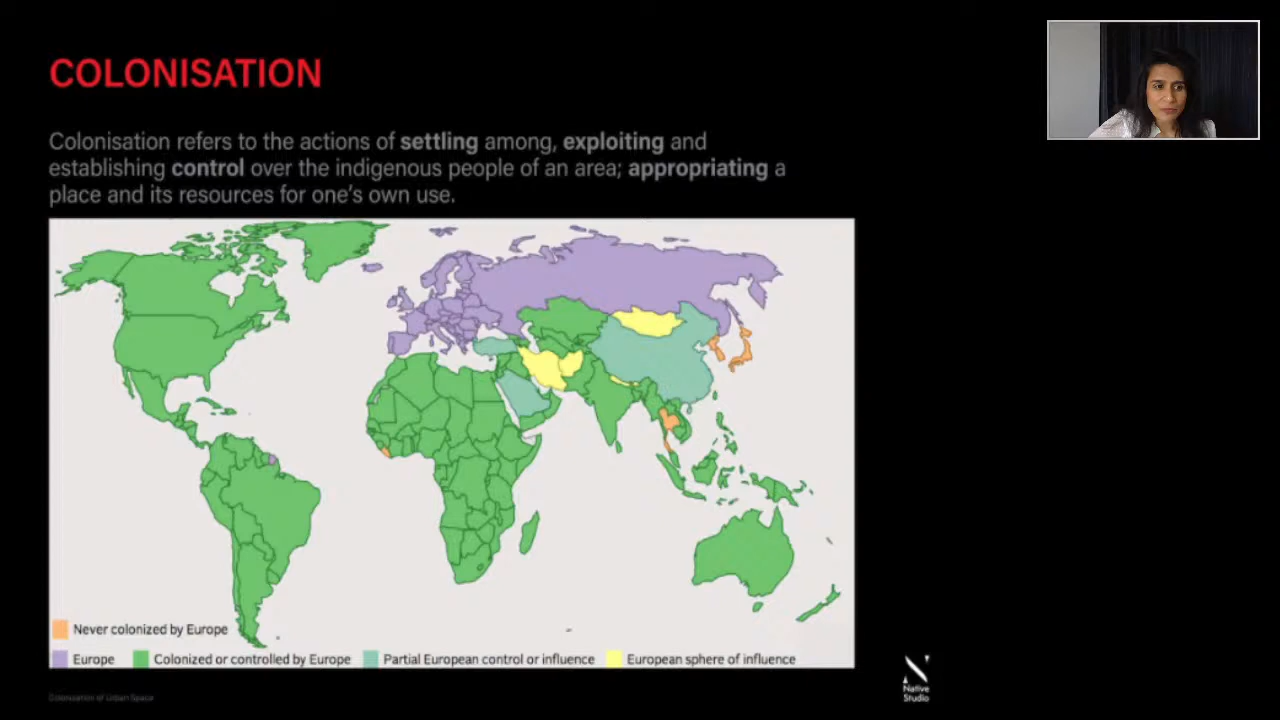 COLONISATION
Colonisation refers to the actions of settling among, exploiting and
establishing control over the indigenous people of an area; appropriating a
place and its resources for one's own use.
Never colonized by Europe
Europe
Colonized or controlled by Europe
Partial European control or influence
European sphere of influence
Colonisation of Urban Space
N
Native
Studio